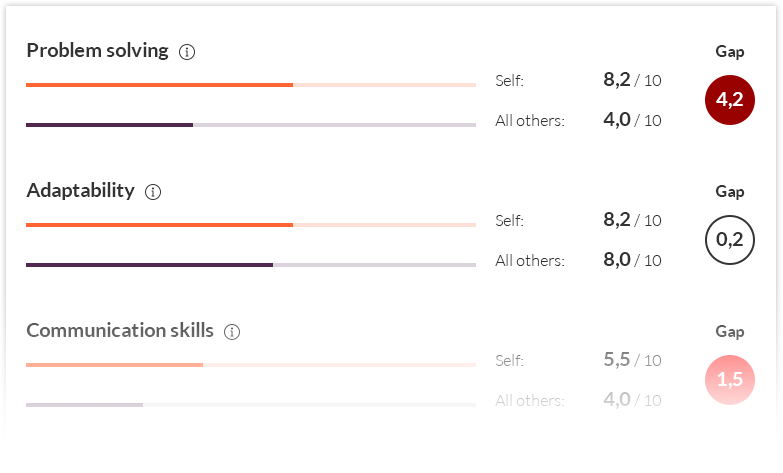 Problem solving
Gap
Self: 8,2 / 10
4,2
All others: 4,0 / 10
Adaptability
Gap
Self: 8,2 / 10
0,2
All others: 8,0 / 10
Communication skills
Gap
Self: 5,5 / 10
1,5
All others: 4,0 / 10